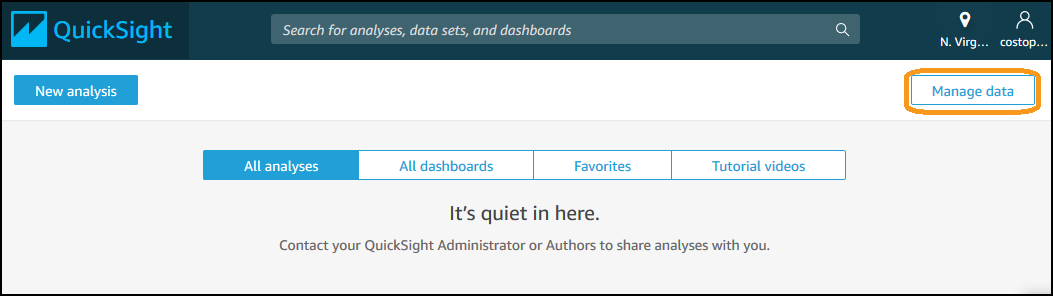 QuickSight
Search for analyses, data sets, and dashboards
N. Virg...
costop...
New analysis
Manage data
All analyses
All dashboards
Favorites
Tutorial videos
It's quiet in here.
Contact your QuickSight Administrator or Authors to share analyses with you.